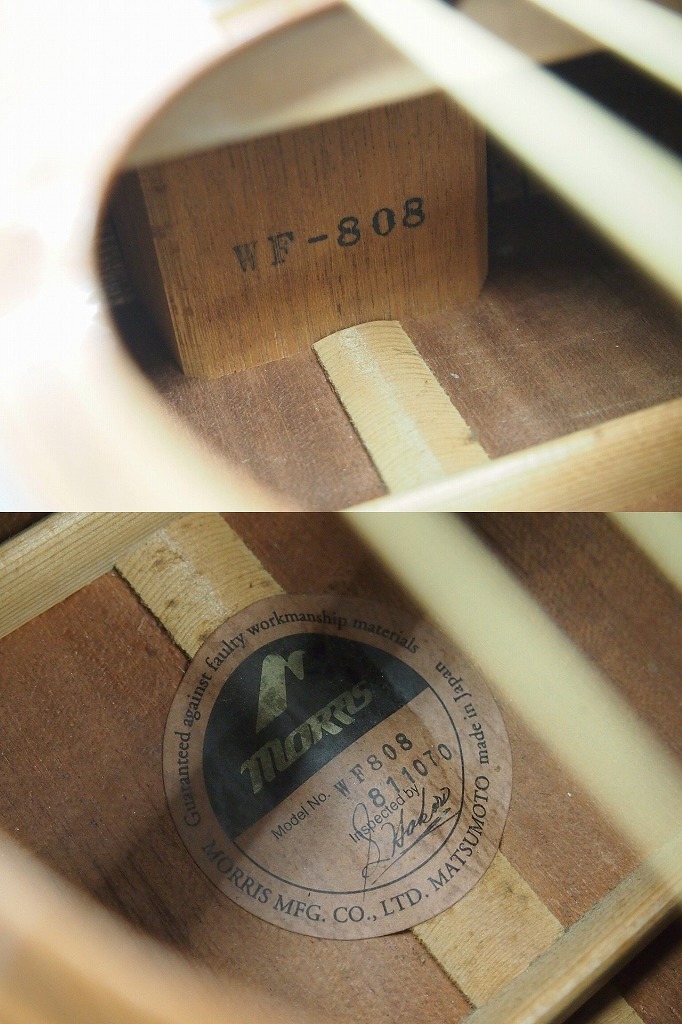 WF-808
Guaranteed against faulty workmanship materials
MORRIS
Model No. WF808
811070
Inspected by
MORRIS MFG. CO., LTD. MATSUMOTO made in Japan